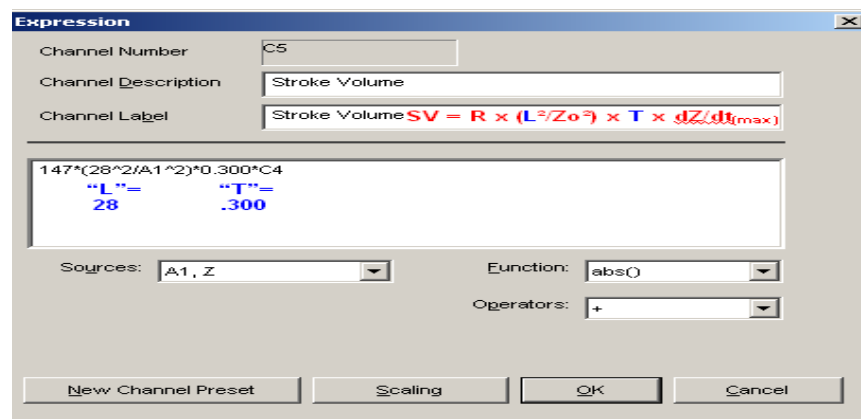 Expression
Channel Number C5
Channel Description Stroke Volume
Channel Label Stroke Volume SV = R x (L²/Zo²) x T x dZ/dt(max)
147*(28^2/A1^2)*0.300*C4
“L”= “T”=
28 .300
Sources: A1, Z Function: abs()
Operators: +
New Channel Preset Scaling OK Cancel